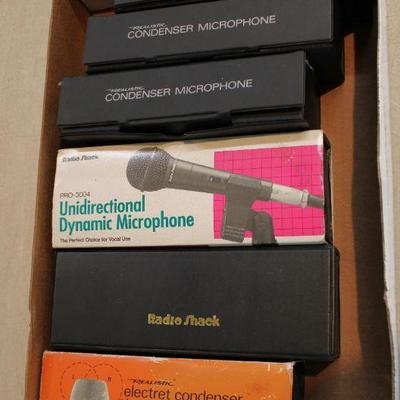 REALISTIC
CONDENSER MICROPHONE
REALISTIC
CONDENSER MICROPHONE
Radio Shack
PRO-3004
Unidirectional
Dynamic Microphone
The Perfect Choice for Vocal Use
Radio Shack
L R
REALISTIC
electret condenser